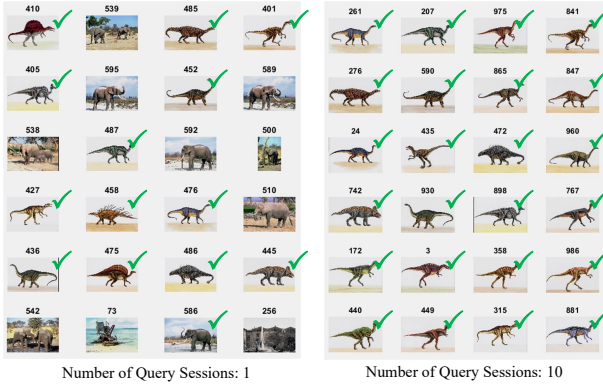 410 539 485 401
405 595 452 589
538 487 592 500
427 458 476 510
436 475 486 445
542 73 586 256
Number of Query Sessions: 1
261 207 975 841
276 590 865 847
24 435 472 960
742 930 898 767
172 3 358 986
440 449 315 881
Number of Query Sessions: 10